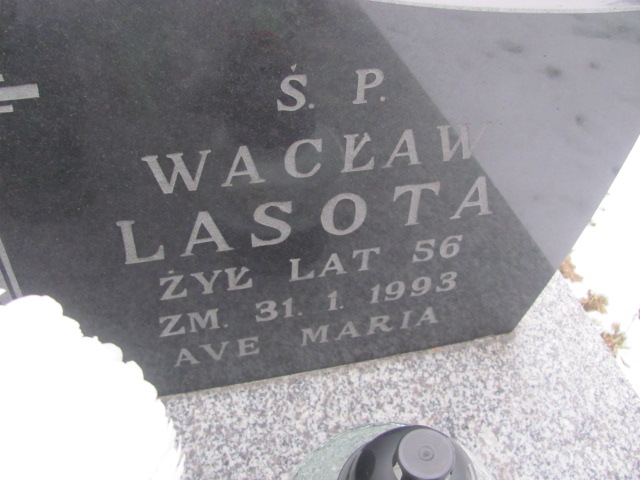 Ś. P.
WACŁAW
LASOTA
ŻYŁ LAT 56
ZM. 31. 1. 1993
AVE MARIA